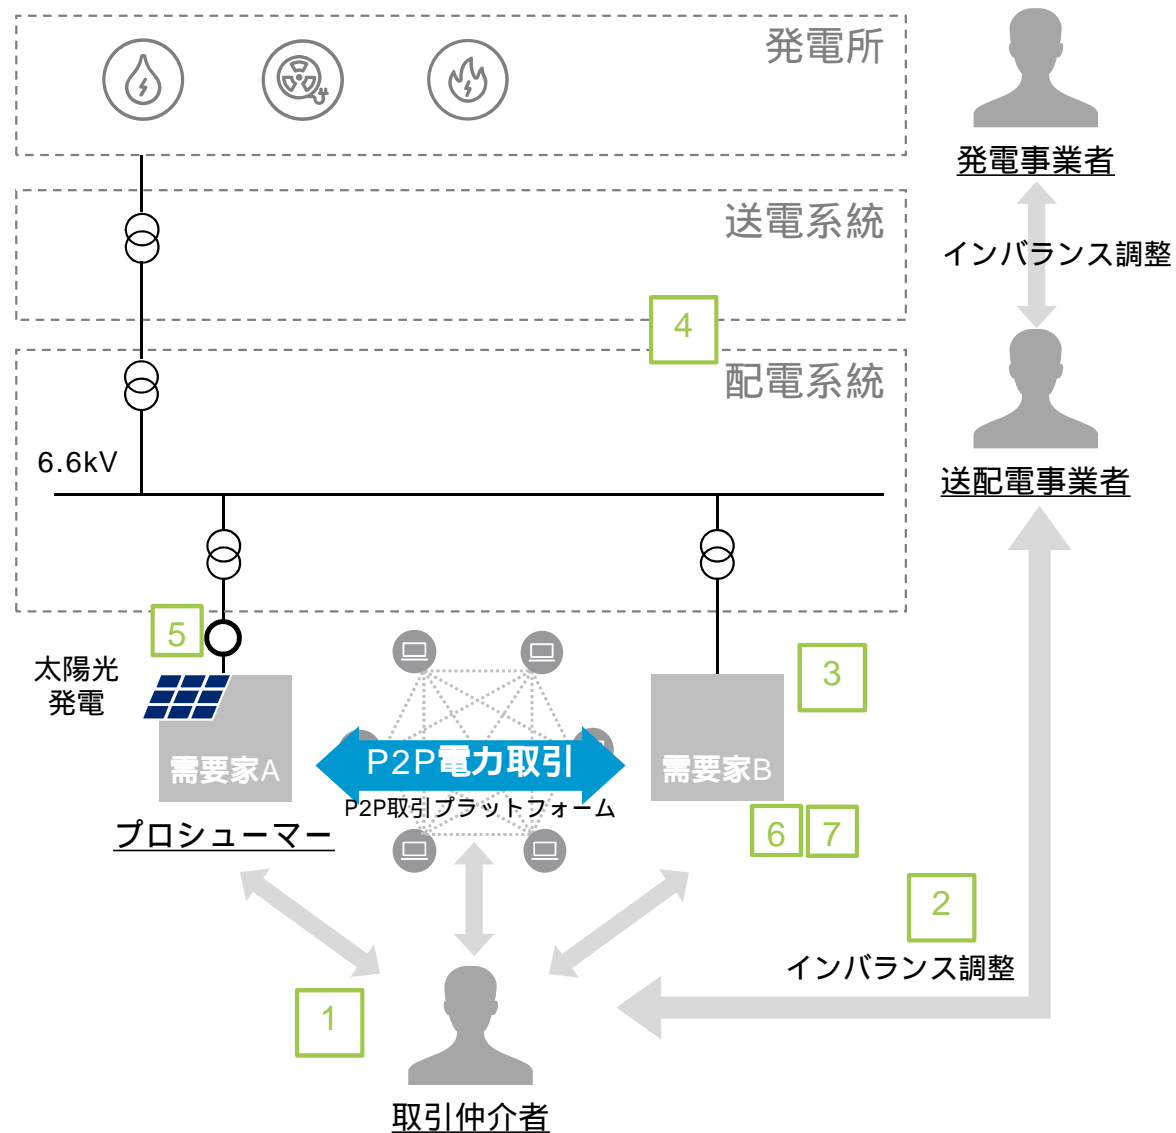 発電所
発電事業者
送電系統
インバランス調整
4
配電系統
6.6kV
送配電事業者
5
太陽光
発電
3
需要家A
P2P電力取引
需要家B
P2P取引プラットフォーム
プロシューマー
6
7
2
インバランス調整
1
取引仲介者